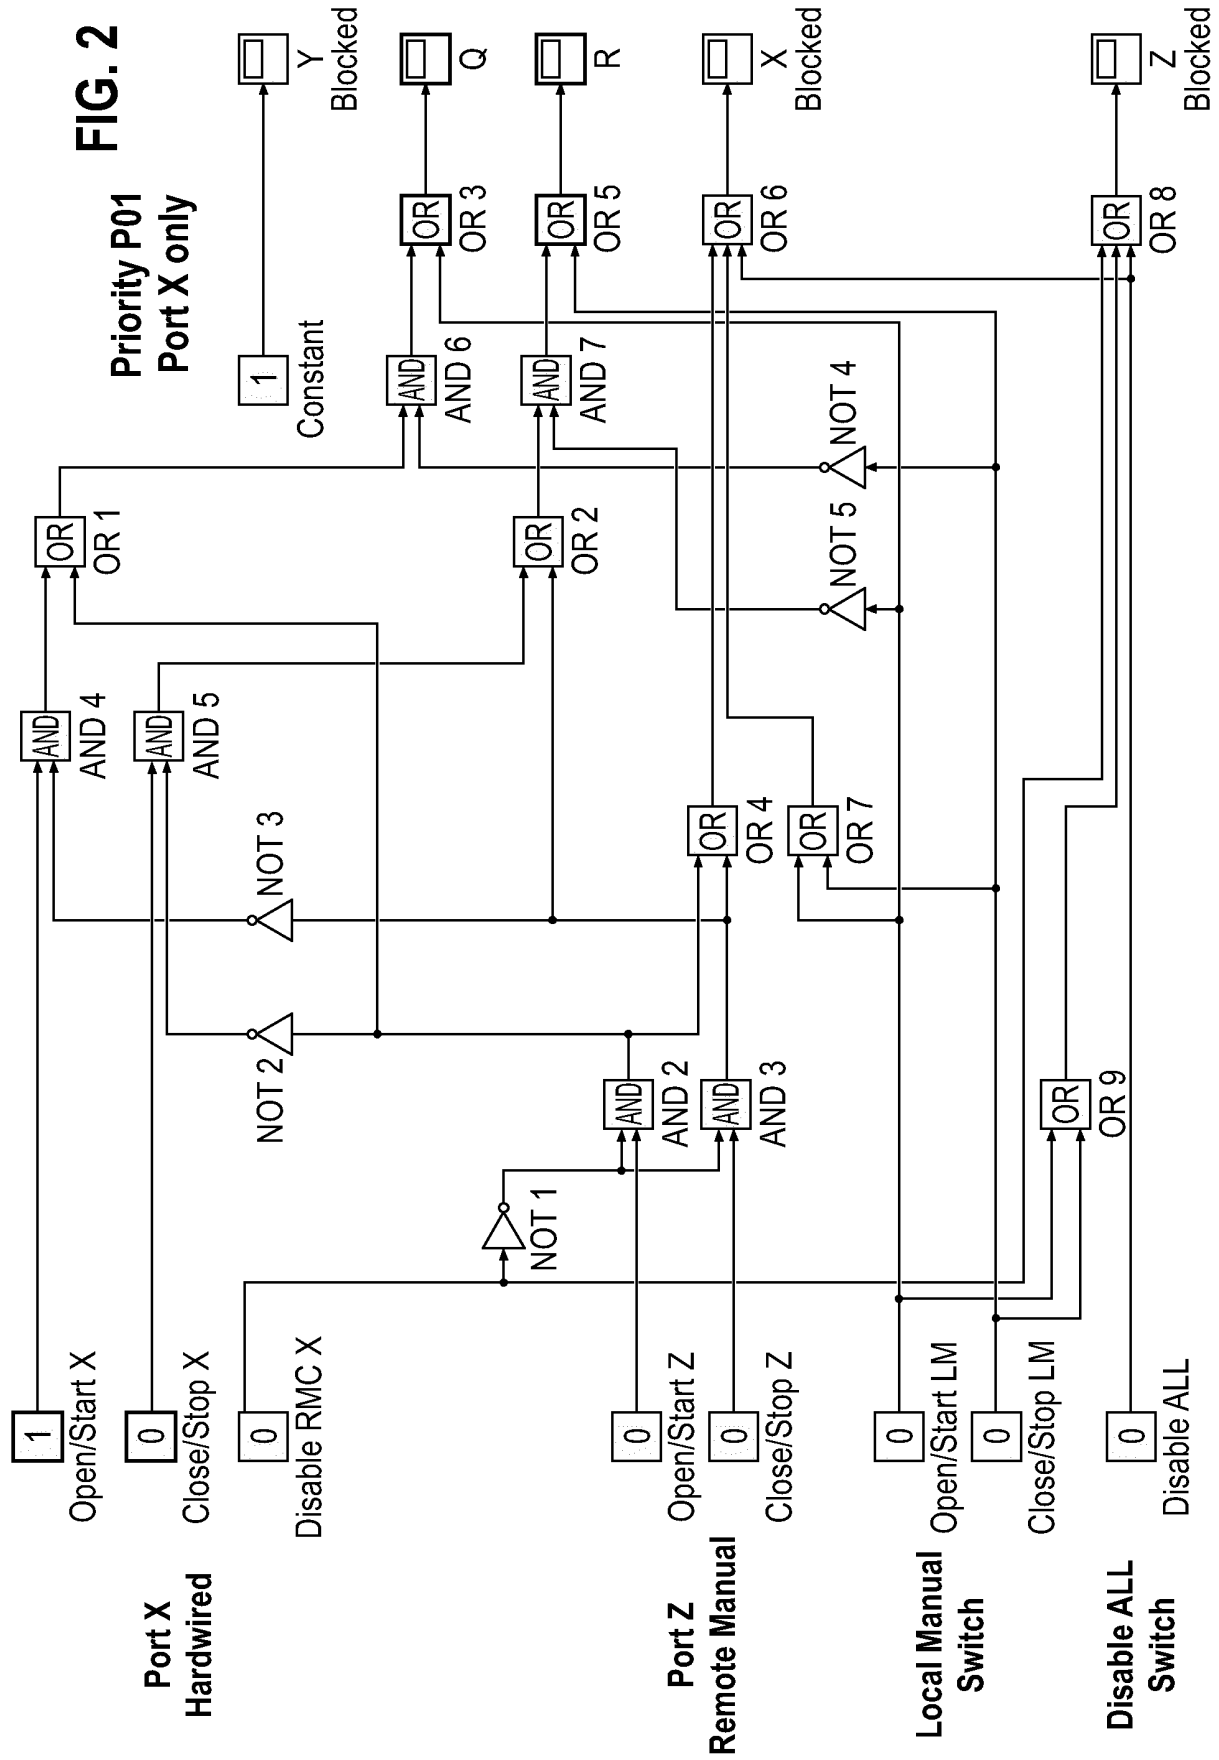 FIG. 2
Priority P01
Port X only
1
Constant
Y
Blocked
OR
OR 1
AND
AND 6
OR
OR 3
Q
AND
AND 4
OR
OR 2
AND
AND 7
OR
OR 5
R
AND
AND 5
NOT 3
NOT 2
OR
OR 4
OR
OR 7
NOT 5
NOT 4
OR
OR 6
X
Blocked
NOT 1
AND
AND 2
AND
AND 3
OR
OR 9
OR
OR 8
Z
Blocked
Port X
Hardwired
1
Open/Start X
0
Close/Stop X
0
Disable RMC X
Port Z
Remote Manual
0
Open/Start Z
0
Close/Stop Z
Local Manual
Switch
0
Open/Start LM
0
Close/Stop LM
Disable ALL
Switch
0
Disable ALL